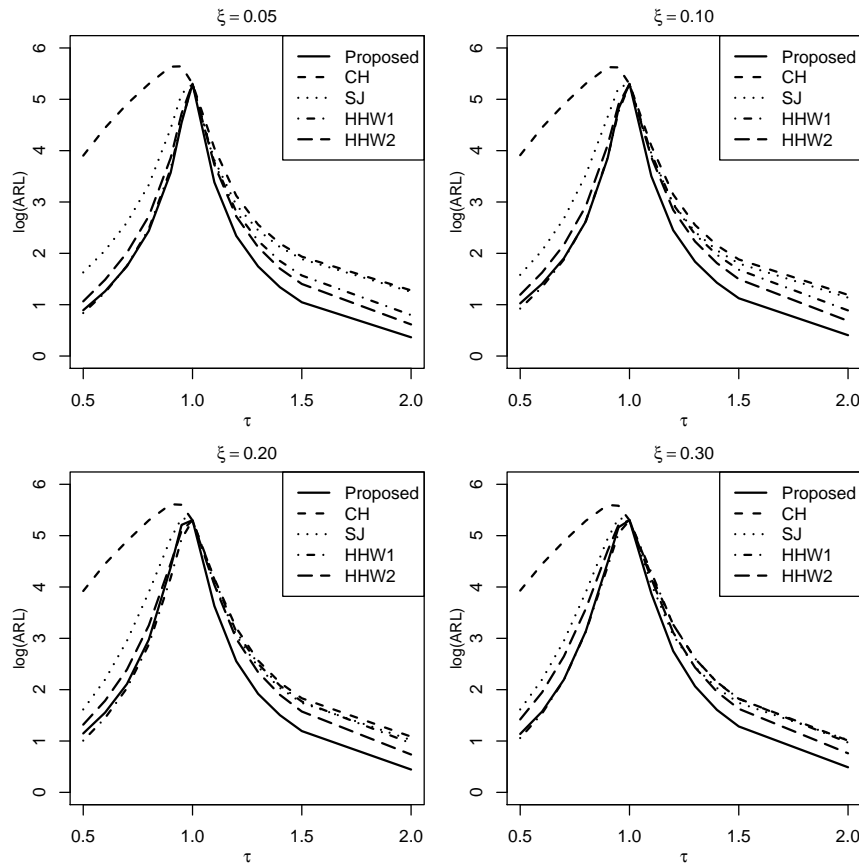 ξ = 0.05
6
5
4
3
2
1
0
log(ARL)
Proposed
CH
SJ
HHW1
HHW2
0.5 1.0 1.5 2.0
τ
ξ = 0.10
6
5
4
3
2
1
0
log(ARL)
Proposed
CH
SJ
HHW1
HHW2
0.5 1.0 1.5 2.0
τ
ξ = 0.20
6
5
4
3
2
1
0
log(ARL)
Proposed
CH
SJ
HHW1
HHW2
0.5 1.0 1.5 2.0
τ
ξ = 0.30
6
5
4
3
2
1
0
log(ARL)
Proposed
CH
SJ
HHW1
HHW2
0.5 1.0 1.5 2.0
τ